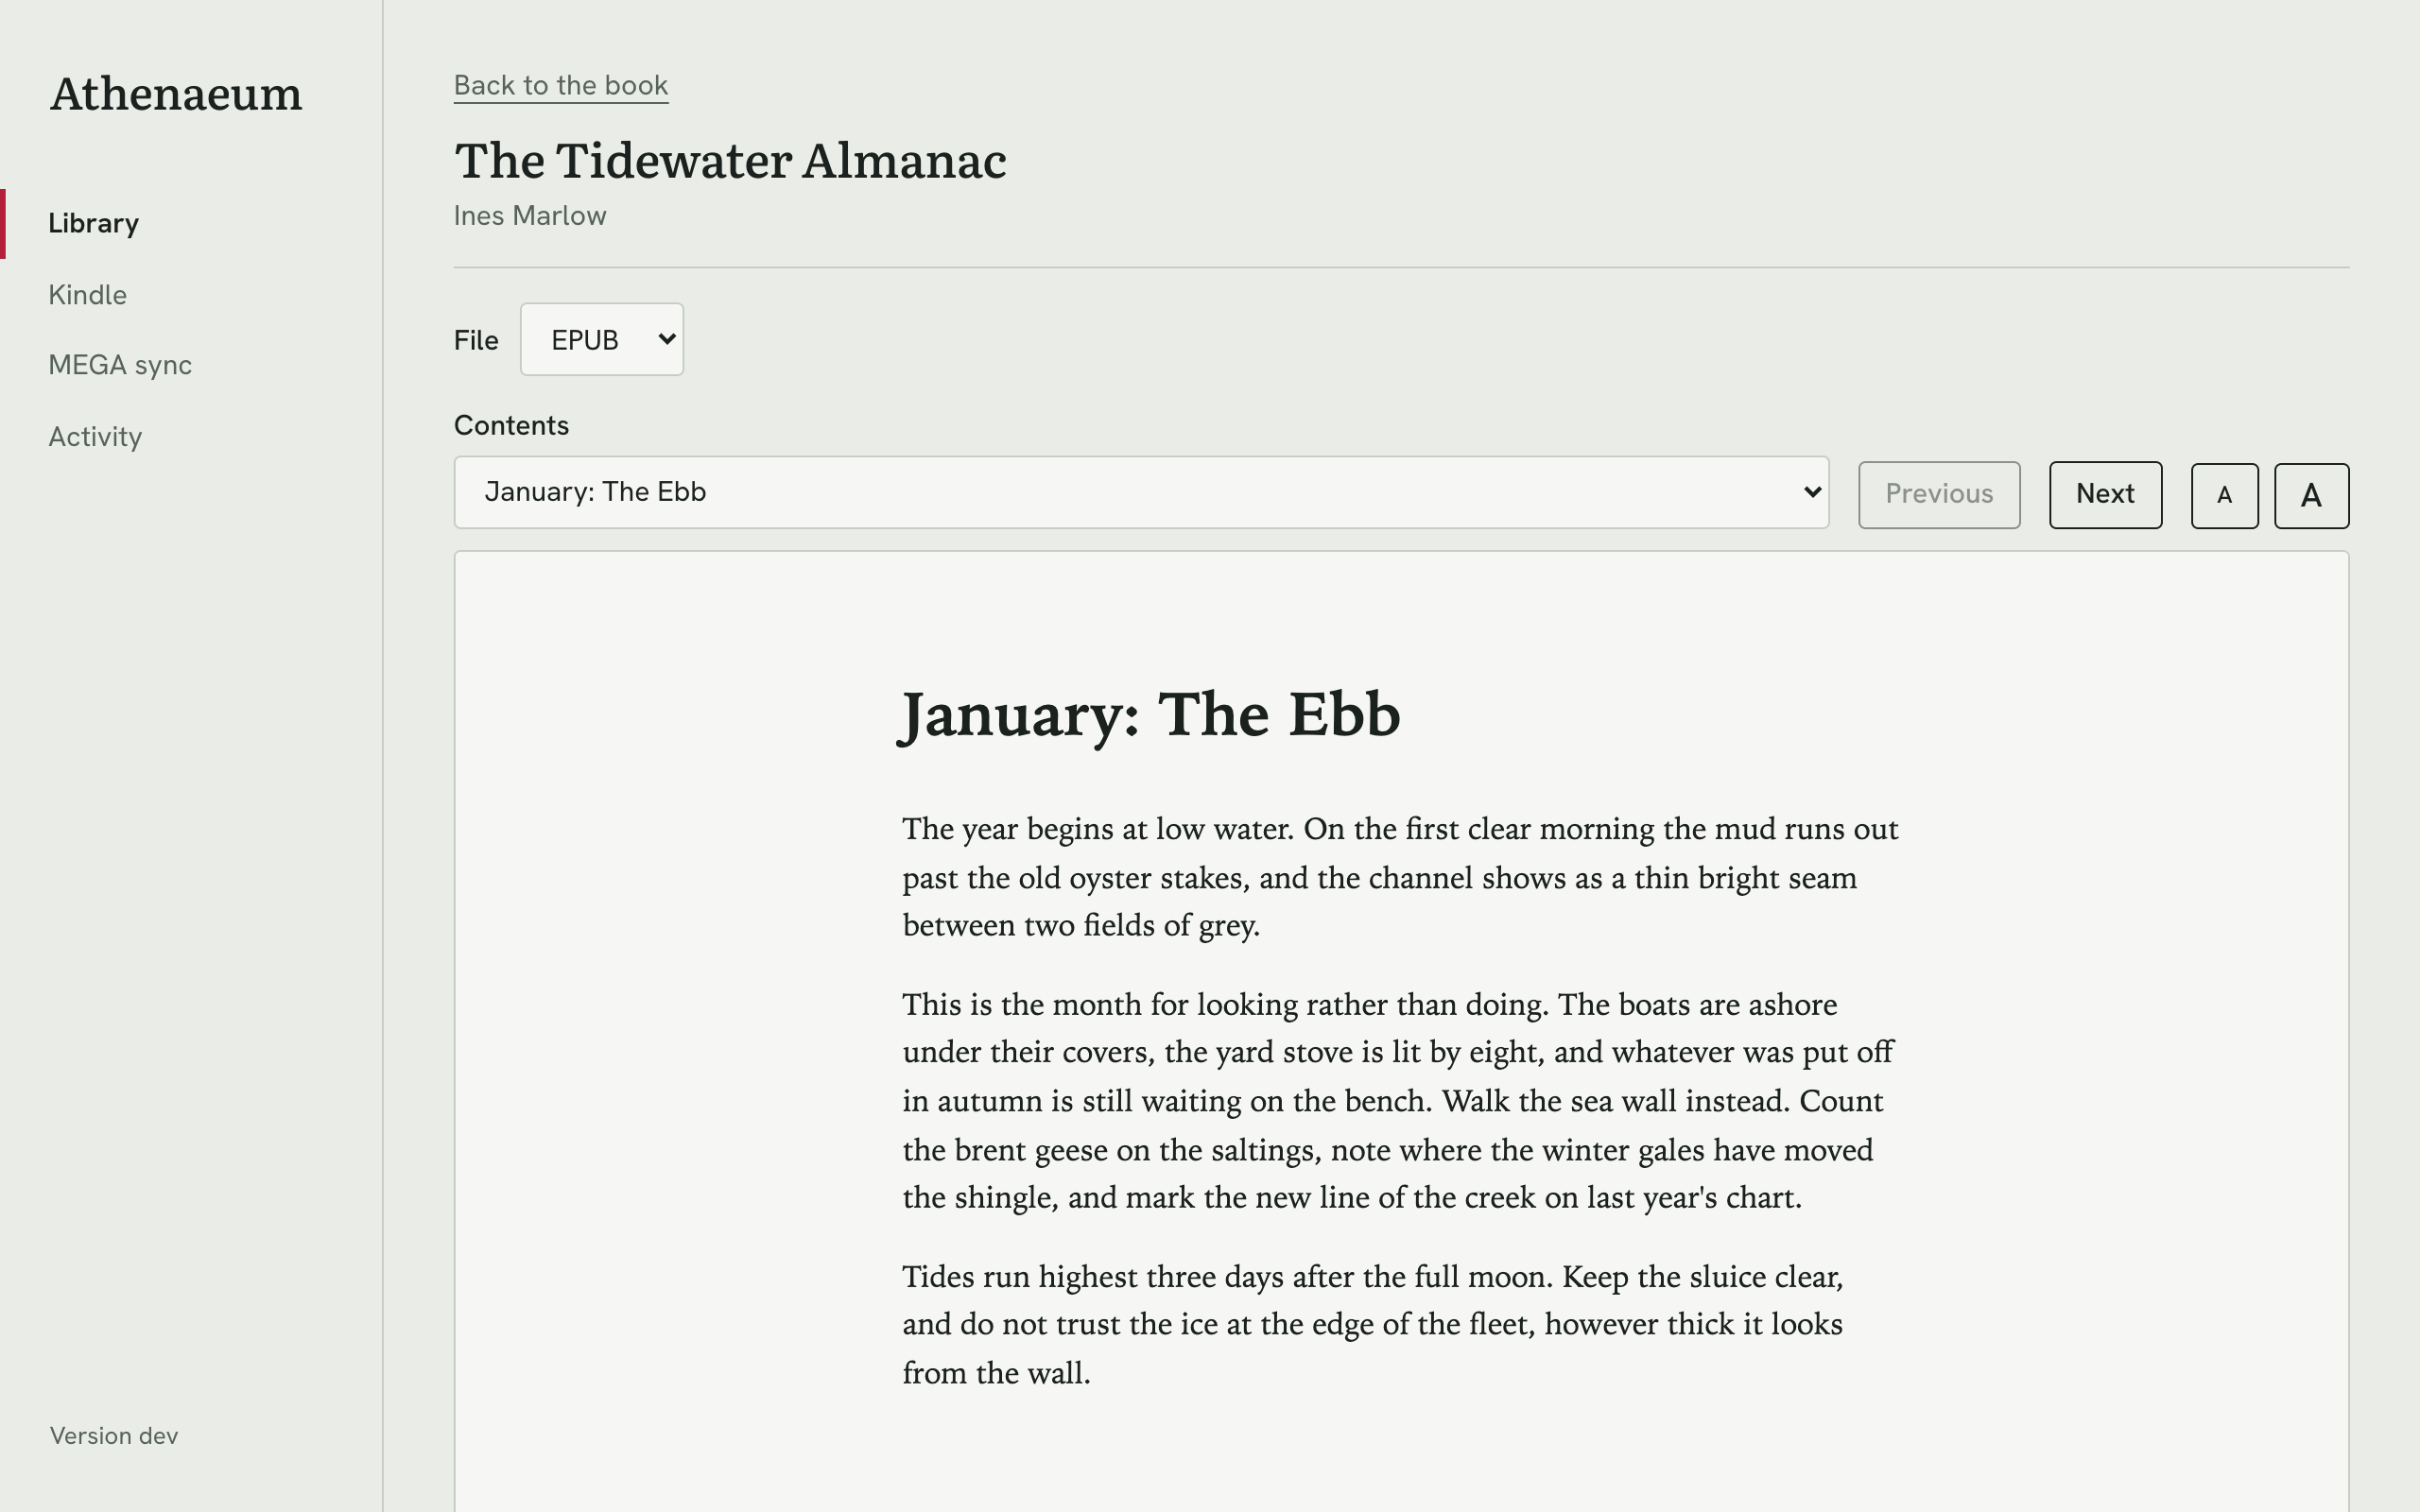 Athenaeum
Library
Kindle
MEGA sync
Activity
Version dev
Back to the book
The Tidewater Almanac
Ines Marlow
File
EPUB
Contents
January: The Ebb
Previous
Next
A
A
January: The Ebb
The year begins at low water. On the first clear morning the mud runs out
past the old oyster stakes, and the channel shows as a thin bright seam
between two fields of grey.
This is the month for looking rather than doing. The boats are ashore
under their covers, the yard stove is lit by eight, and whatever was put off
in autumn is still waiting on the bench. Walk the sea wall instead. Count
the brent geese on the saltings, note where the winter gales have moved
the shingle, and mark the new line of the creek on last year's chart.
Tides run highest three days after the full moon. Keep the sluice clear,
and do not trust the ice at the edge of the fleet, however thick it looks
from the wall.